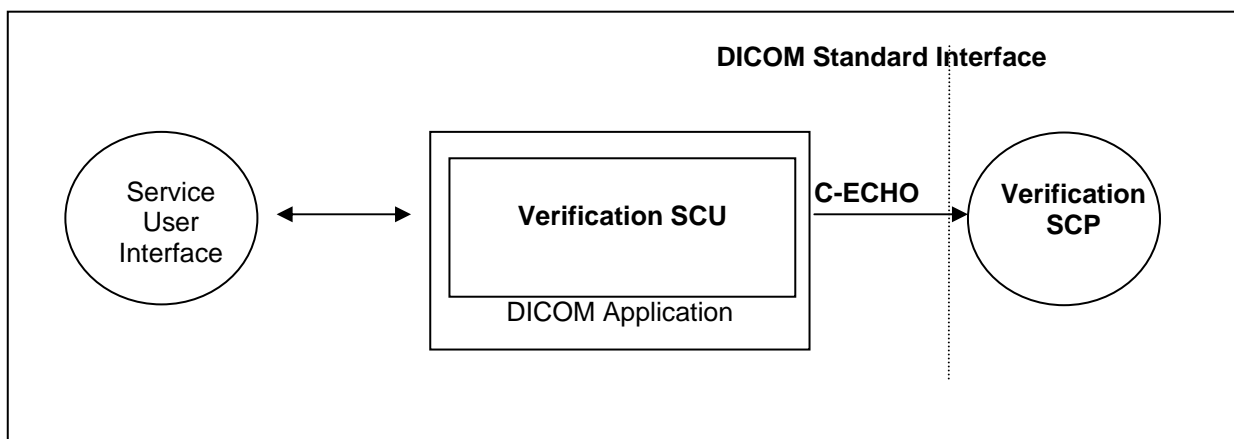 DICOM Standard Interface
Service
User
Interface
Verification SCU
DICOM Application
C-ECHO
Verification
SCP